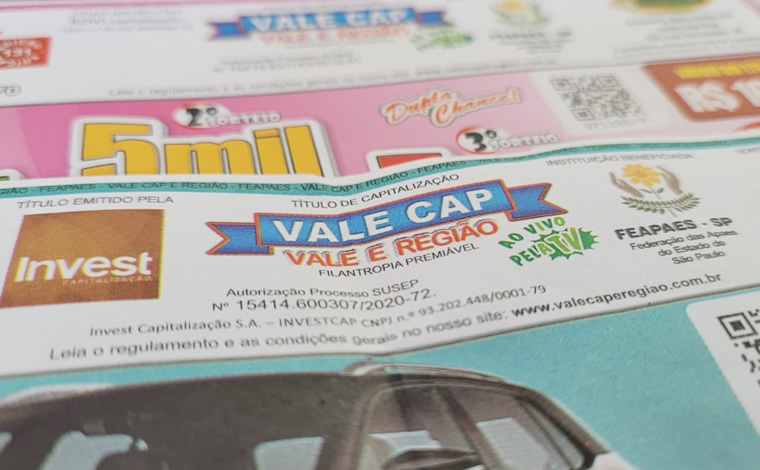 VALE CAP
VALE E REGIÃO
2º SORTEIO
5mil
Dupla Chance!
3º SORTEIO
R$ 10
FEAPAES - VALE CAP E REGIÃO - FEAPAES - VALE CAP E REGIÃO - FEAPAES - VALE CAP E REGIÃO
TÍTULO EMITIDO PELA
Invest
CAPITALIZAÇÃO
TÍTULO DE CAPITALIZAÇÃO
VALE CAP
VALE E REGIÃO
FILANTROPIA PREMIÁVEL
AO VIVO
PELA TV
INSTITUIÇÃO BENEFICIADA
FEAPAES - SP
Federação das Apaes
do Estado de
São Paulo
Autorização Processo SUSEP
Nº 15414.600307/2020-72.
Invest Capitalização S.A. – INVESTCAP CNPJ n.º 93.202.448/0001-79
Leia o regulamento e as condições gerais no nosso site: www.valecaperegiao.com.br